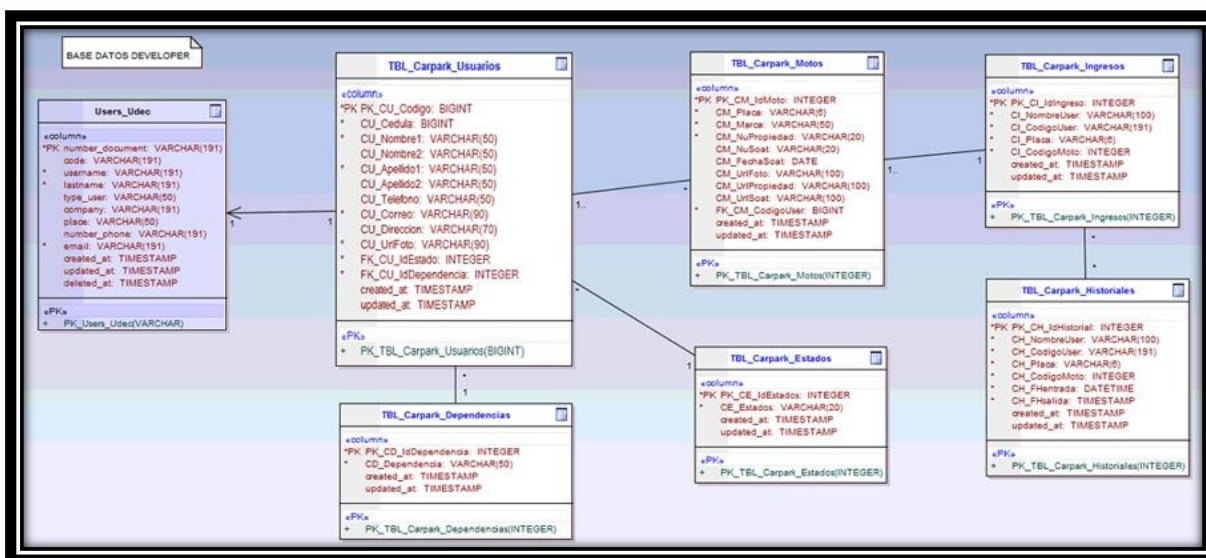 BASE DATOS DEVELOPER
Users_Udec
«column»
*PK number_document: VARCHAR(191)
code: VARCHAR(191)
* username: VARCHAR(191)
* lastname: VARCHAR(191)
type_user: VARCHAR(50)
company: VARCHAR(191)
place: VARCHAR(50)
number_phone: VARCHAR(191)
* email: VARCHAR(191)
created_at: TIMESTAMP
updated_at: TIMESTAMP
deleted_at: TIMESTAMP
«PK»
+ PK_Users_Udec(VARCHAR)
1
1
TBL_Carpark_Usuarios
«column»
*PK PK_CU_Codigo: BIGINT
* CU_Cedula: BIGINT
* CU_Nombre1: VARCHAR(50)
CU_Nombre2: VARCHAR(50)
* CU_Apellido1: VARCHAR(50)
CU_Apellido2: VARCHAR(50)
CU_Telefono: VARCHAR(50)
* CU_Correo: VARCHAR(90)
* CU_Direccion: VARCHAR(70)
* CU_UrlFoto: VARCHAR(90)
* FK_CU_IdEstado: INTEGER
* FK_CU_IdDependencia: INTEGER
created_at: TIMESTAMP
updated_at: TIMESTAMP
«PK»
+ PK_TBL_Carpark_Usuarios(BIGINT)
*
1
TBL_Carpark_Dependencias
«column»
*PK PK_CD_IdDependencia: INTEGER
* CD_Dependencia: VARCHAR(50)
created_at: TIMESTAMP
updated_at: TIMESTAMP
«PK»
+ PK_TBL_Carpark_Dependencias(INTEGER)
1..
*
*
1
TBL_Carpark_Motos
«column»
*PK PK_CM_IdMoto: INTEGER
* CM_Placa: VARCHAR(6)
* CM_Marca: VARCHAR(50)
* CM_NuPropiedad: VARCHAR(20)
* CM_NuSoat: VARCHAR(20)
* CM_FechaSoat: DATE
CM_UrlFoto: VARCHAR(100)
CM_UrlPropiedad: VARCHAR(100)
CM_UrlSoat: VARCHAR(100)
* FK_CM_CodigoUser: BIGINT
created_at: TIMESTAMP
updated_at: TIMESTAMP
«PK»
+ PK_TBL_Carpark_Motos(INTEGER)
TBL_Carpark_Estados
«column»
*PK PK_CE_IdEstados: INTEGER
* CE_Estados: VARCHAR(20)
created_at: TIMESTAMP
updated_at: TIMESTAMP
«PK»
+ PK_TBL_Carpark_Estados(INTEGER)
1..
1
TBL_Carpark_Ingresos
«column»
*PK PK_CI_IdIngreso: INTEGER
* CI_NombreUser: VARCHAR(100)
* CI_CodigoUser: VARCHAR(191)
* CI_Placa: VARCHAR(6)
* CI_CodigoMoto: INTEGER
created_at: TIMESTAMP
updated_at: TIMESTAMP
«PK»
+ PK_TBL_Carpark_Ingresos(INTEGER)
*
*
TBL_Carpark_Historiales
«column»
*PK PK_CH_IdHistorial: INTEGER
* CH_NombreUser: VARCHAR(100)
* CH_CodigoUser: VARCHAR(191)
* CH_Placa: VARCHAR(6)
* CH_CodigoMoto: INTEGER
* CH_FHentrada: DATETIME
* CH_FHsalida: TIMESTAMP
created_at: TIMESTAMP
updated_at: TIMESTAMP
«PK»
+ PK_TBL_Carpark_Historiales(INTEGER)